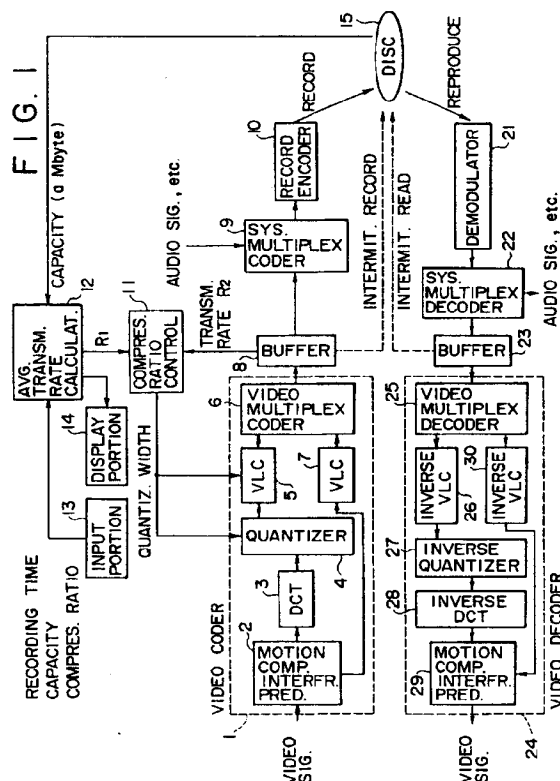 FIG. 1
RECORDING TIME
CAPACITY
COMPRES. RATIO
13
INPUT
PORTION
14
DISPLAY
PORTION
12
AVG.
TRANSM.
RATE
CALCULAT.
CAPACITY (a Mbyte)
R1
11
COMPRES.
RATIO
CONTROL
QUANTIZ. WIDTH
TRANSM.
RATE R2
AUDIO SIG., etc.
VIDEO CODER
1
VIDEO
SIG.
2
MOTION
COMP.
INTERFR.
PRED.
3
DCT
4
QUANTIZER
5
VLC
7
VLC
6
VIDEO
MULTIPLEX
CODER
8
BUFFER
9
SYS.
MULTIPLEX
CODER
10
RECORD
ENCODER
RECORD
15
DISC
INTERMIT. RECORD
INTERMIT. READ
REPRODUCE
21
DEMODULATOR
22
SYS.
MULTIPLEX
DECODER
AUDIO SIG., etc.
23
BUFFER
25
VIDEO
MULTIPLEX
DECODER
26
INVERSE
VLC
30
INVERSE
VLC
27
INVERSE
QUANTIZER
28
INVERSE
DCT
29
MOTION
COMP.
INTERFR.
PRED.
24
VIDEO DECODER
VIDEO
SIG.